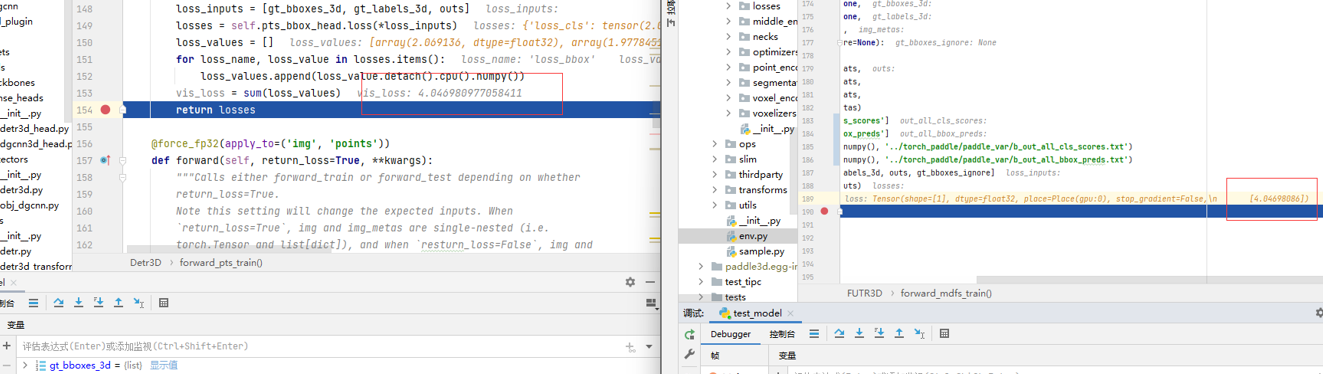 gcnn
_plugin
ets
ckbones
nse_heads
__init__.py
detr3d_head.py
dgcnn3d_head.p
tectors
__init__.py
detr3d.py
obj_dgcnn.py
s
__init__.py
detr.py
detr3d_transform
148 loss_inputs = [gt_bboxes_3d, gt_labels_3d, outs] loss_inputs:
149 losses = self.pts_bbox_head.loss(*loss_inputs) losses: {'loss_cls': tensor(2.0
150 loss_values = [] loss_values: [array(2.069136, dtype=float32), array(1.977845
151 for loss_name, loss_value in losses.items(): loss_name: 'loss_bbox' loss_va
152 loss_values.append(loss_value.detach().cpu().numpy())
153 vis_loss = sum(loss_values) vis_loss: 4.046980977058411
154 return losses
155
156 @force_fp32(apply_to=('img', 'points'))
157 def forward(self, return_loss=True, **kwargs):
158 """Calls either forward_train or forward_test depending on whether
159 return_loss=True.
160 Note this setting will change the expected inputs. When
161 `return_loss=True`, img and img_metas are single-nested (i.e.
162 torch.Tensor and list[dict]), and when `resturn_loss=False`, img and
Detr3D > forward_pts_train()
制台
变量
评估表达式(Enter)或添加监视(Ctrl+Shift+Enter)
gt_bboxes_3d = {list} 显示值
拉取
losses
middle_en
necks
optimizers
point_enc
segmentat
voxel_enc
voxelizers
__init__.py
ops
slim
thirdparty
transforms
utils
__init__.py
env.py
sample.py
paddle3d.egg-in
test_tipc
tests
174 one, gt_bboxes_3d:
175 one, gt_labels_3d:
176 , img_metas:
177 re=None): gt_bboxes_ignore: None
178
179 ats, outs:
180 ats,
181 ats,
182 tas)
183 s_scores'] out_all_cls_scores:
184 ox_preds'] out_all_bbox_preds:
185 numpy(), '../torch_paddle/paddle_var/b_out_all_cls_scores.txt')
186 numpy(), '../torch_paddle/paddle_var/b_out_all_bbox_preds.txt')
187 abels_3d, outs, gt_bboxes_ignore] loss_inputs:
188 uts) losses:
189 loss: Tensor(shape=[1], dtype=float32, place=Place(gpu:0), stop_gradient=False,\n [4.04698086])
190
191
192
193
194
195
FUTR3D > forward_mdfs_train()
调试: test_model
Debugger 控制台
帧 变量